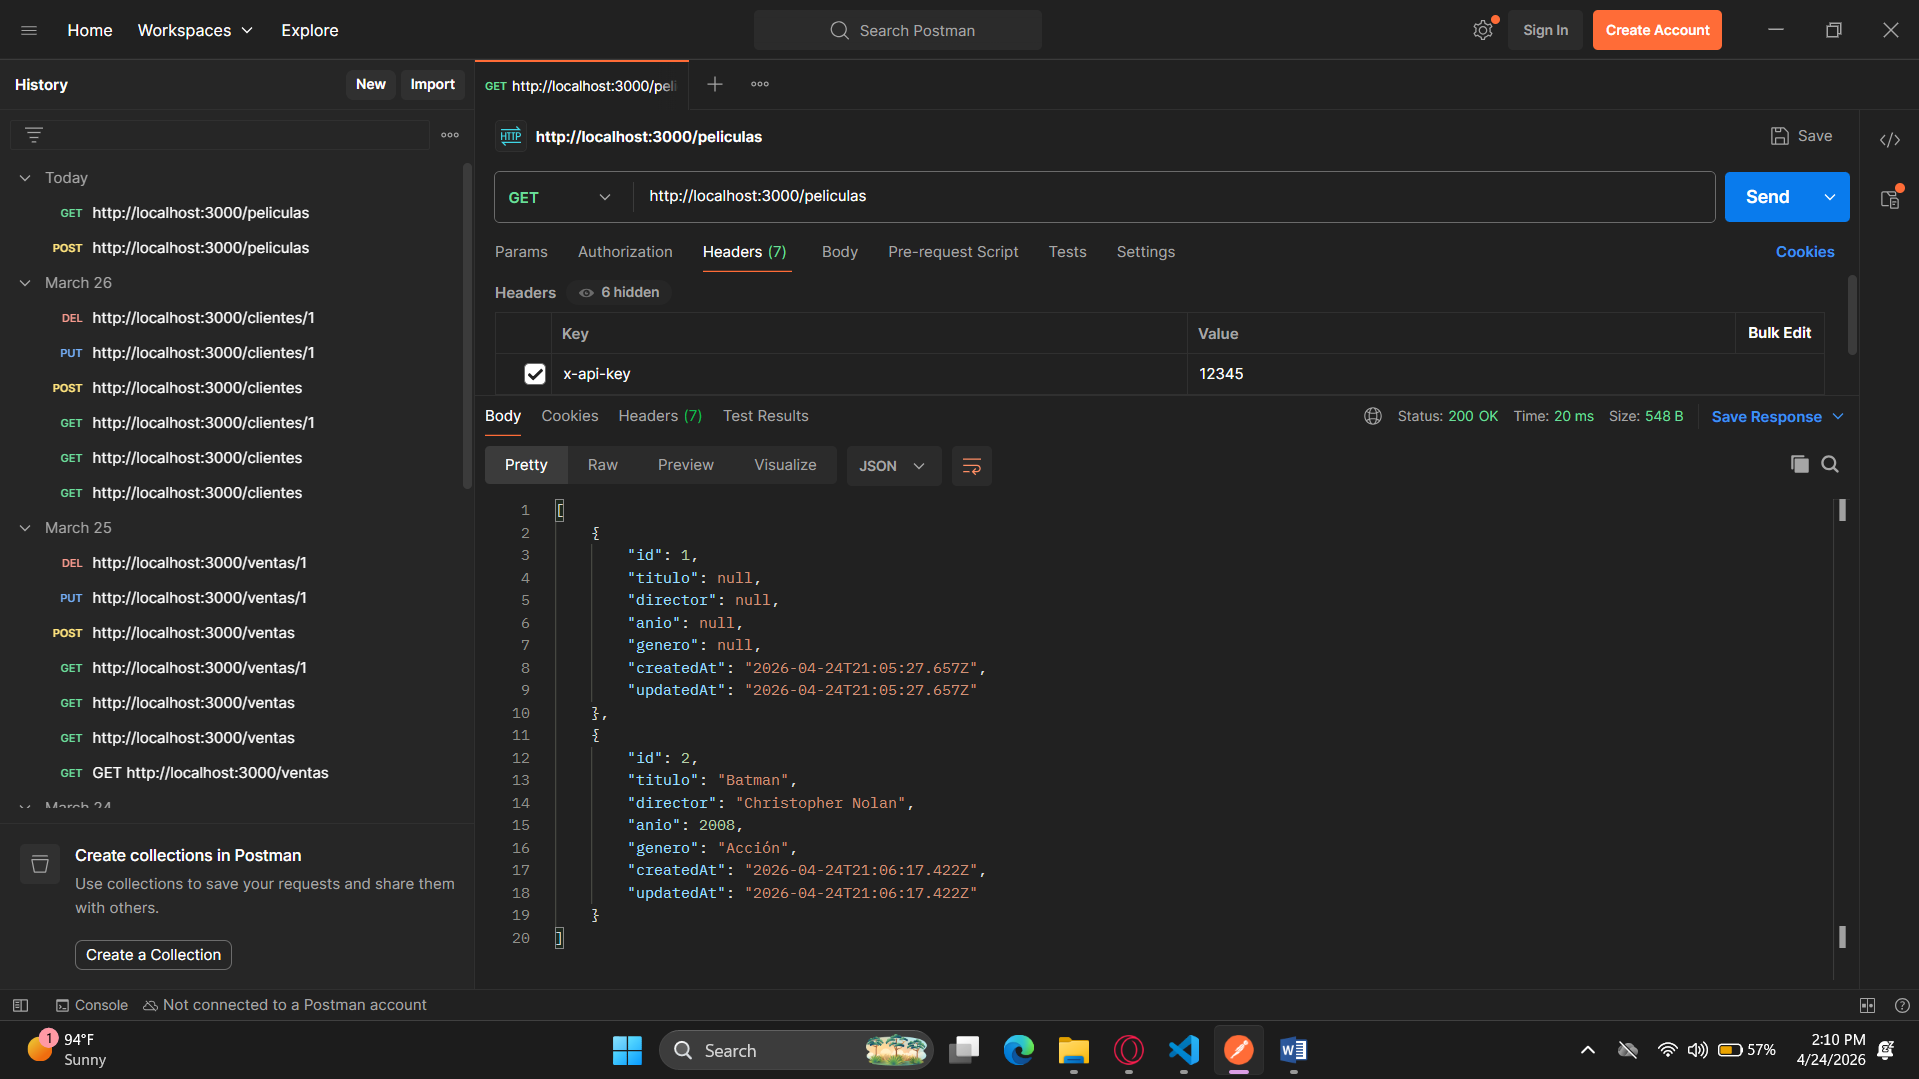 Home
Workspaces
Explore
Search Postman
Sign In
Create Account
History
New
Import
Today
GET http://localhost:3000/peliculas
POST http://localhost:3000/peliculas
March 26
DEL http://localhost:3000/clientes/1
PUT http://localhost:3000/clientes/1
POST http://localhost:3000/clientes
GET http://localhost:3000/clientes/1
GET http://localhost:3000/clientes
GET http://localhost:3000/clientes
March 25
DEL http://localhost:3000/ventas/1
PUT http://localhost:3000/ventas/1
POST http://localhost:3000/ventas
GET http://localhost:3000/ventas/1
GET http://localhost:3000/ventas
GET http://localhost:3000/ventas
GET GET http://localhost:3000/ventas
March 24
Create collections in Postman
Use collections to save your requests and share them
with others.
Create a Collection
GET http://localhost:3000/peli
HTTP http://localhost:3000/peliculas
Save
GET http://localhost:3000/peliculas
Send
Params Authorization Headers (7) Body Pre-request Script Tests Settings
Cookies
Headers 6 hidden
Key Value Bulk Edit
x-api-key 12345
Body Cookies Headers (7) Test Results
Status: 200 OK Time: 20 ms Size: 548 B Save Response
Pretty Raw Preview Visualize JSON
1 [
2 {
3 "id": 1,
4 "titulo": null,
5 "director": null,
6 "anio": null,
7 "genero": null,
8 "createdAt": "2026-04-24T21:05:27.657Z",
9 "updatedAt": "2026-04-24T21:05:27.657Z"
10 },
11 {
12 "id": 2,
13 "titulo": "Batman",
14 "director": "Christopher Nolan",
15 "anio": 2008,
16 "genero": "Acción",
17 "createdAt": "2026-04-24T21:06:17.422Z",
18 "updatedAt": "2026-04-24T21:06:17.422Z"
19 }
20 ]
Console Not connected to a Postman account
1
94°F
Sunny
Search
57%
2:10 PM
4/24/2026